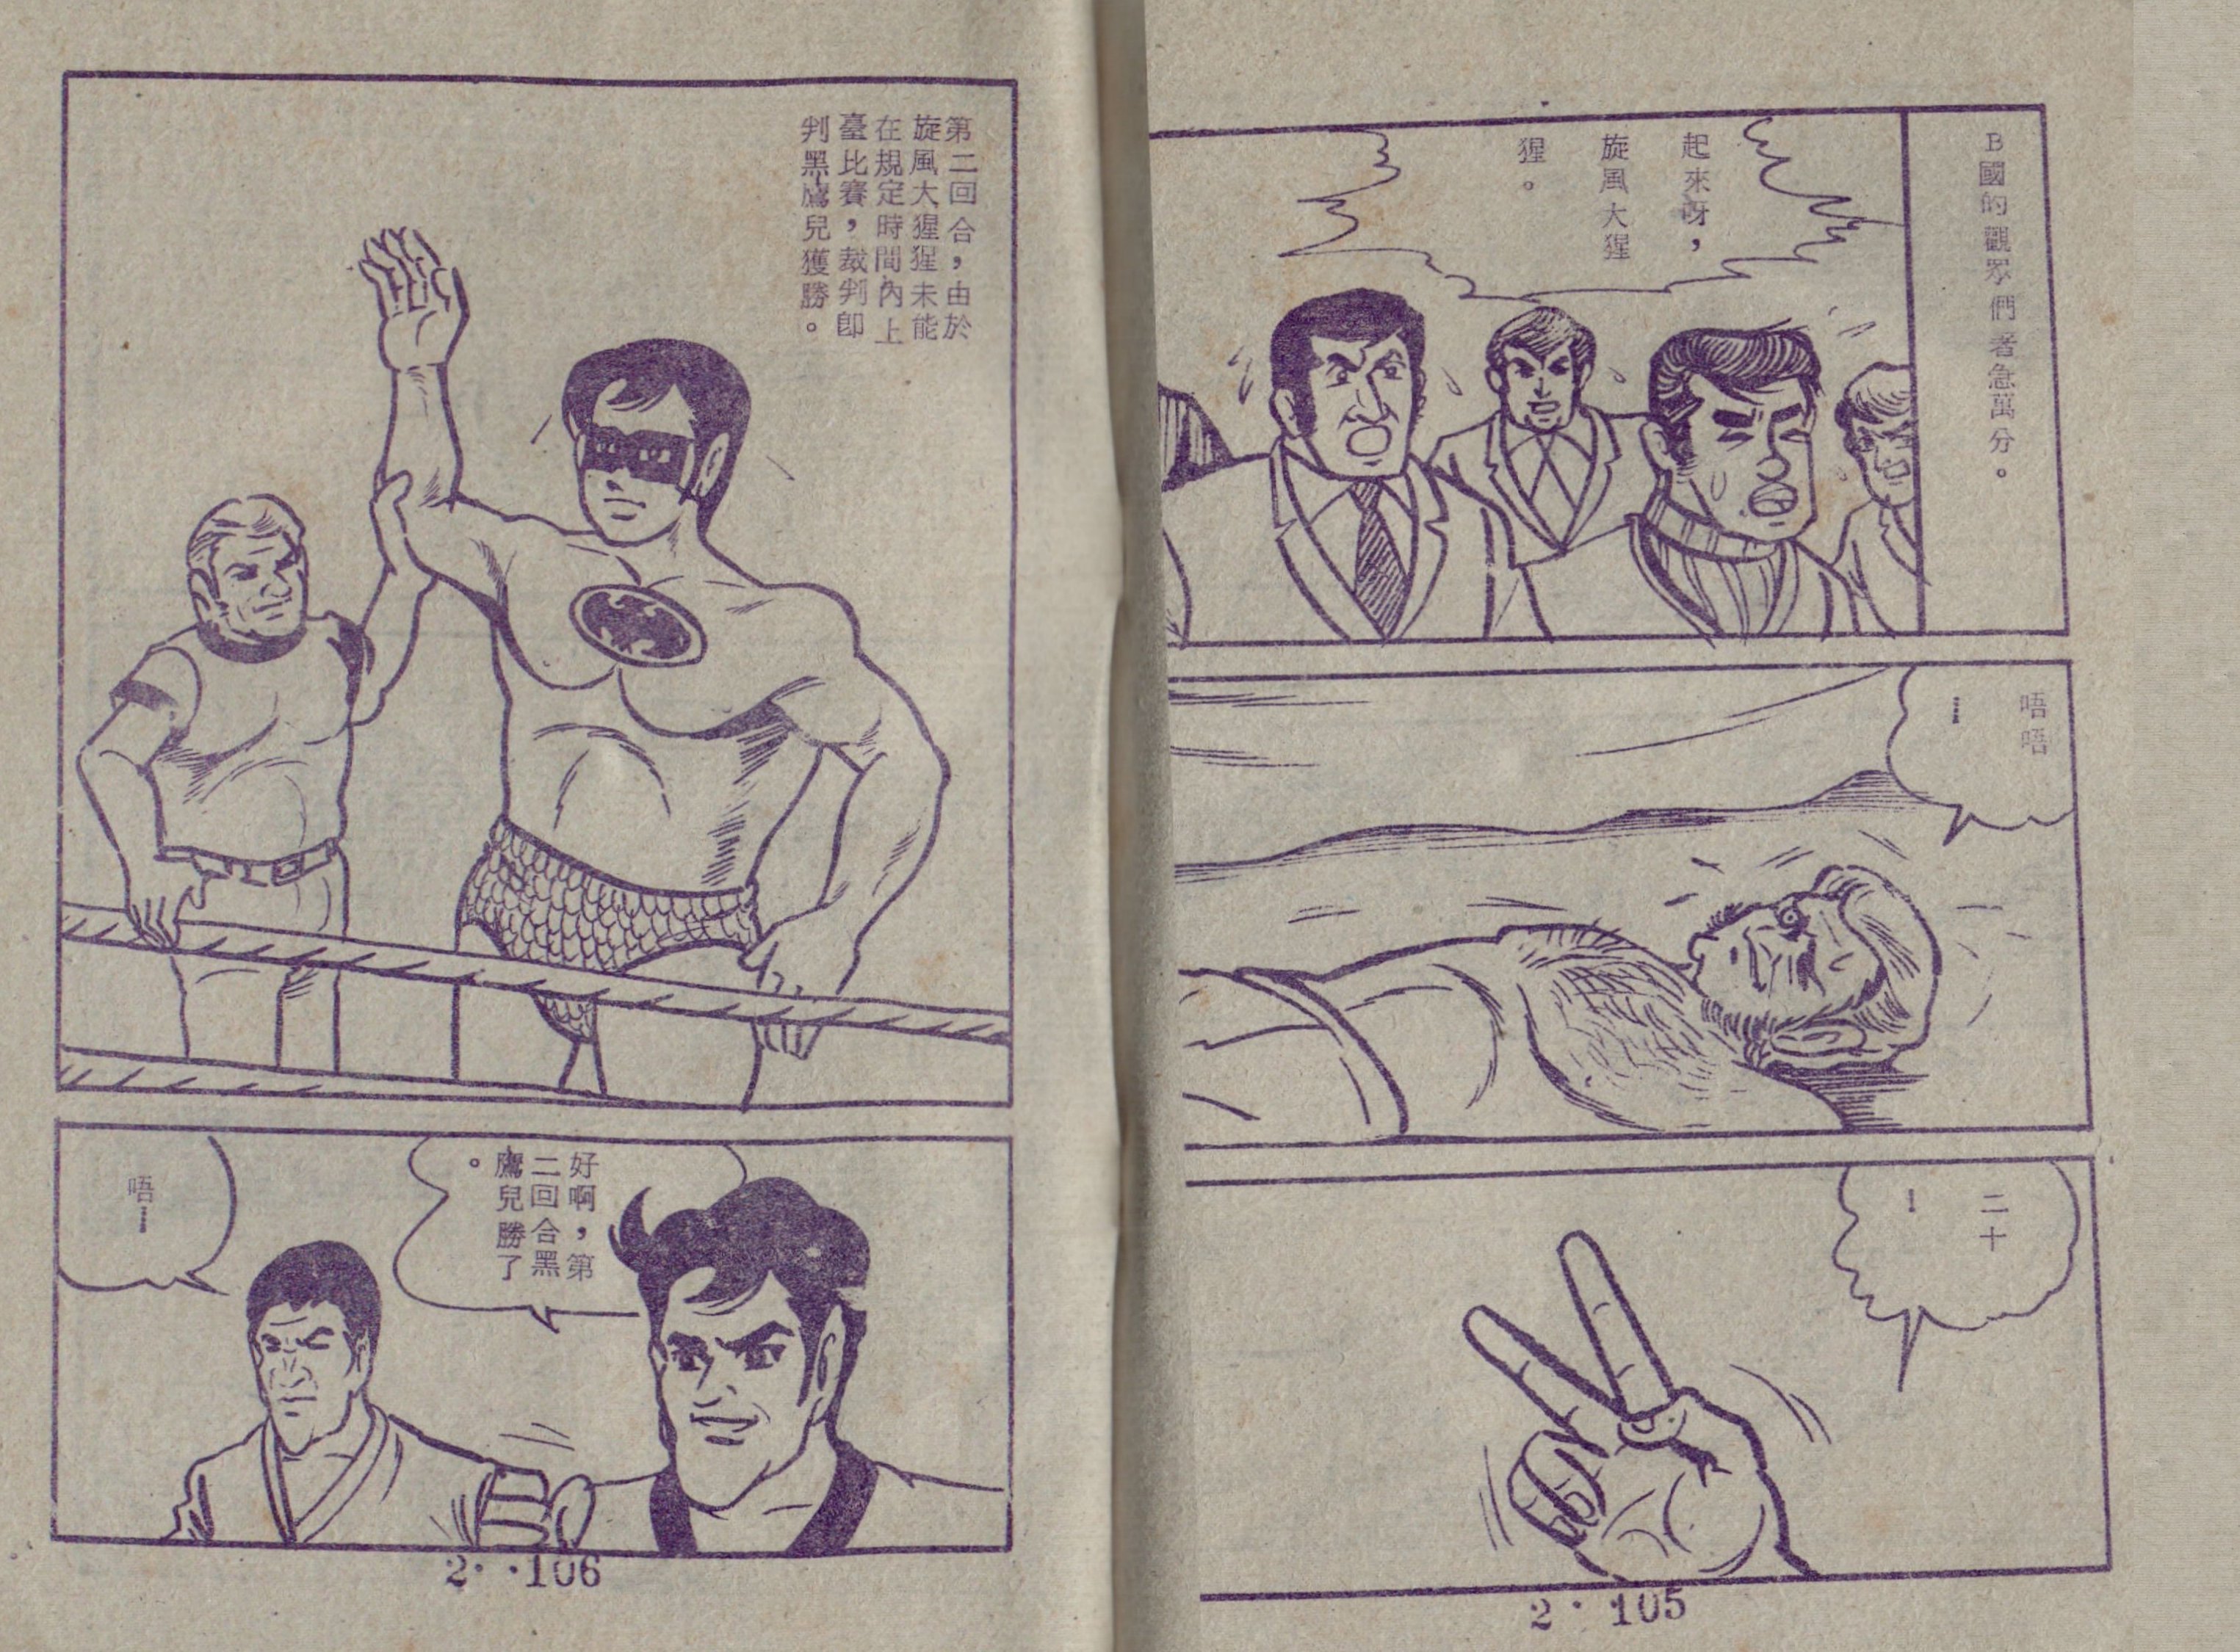 B國的觀眾們者急萬分。
起來呀，
旋風大猩
猩。
唔唔
⋯
二十
！
2··105
第二回合，由於
旋風大猩猩未能
在規定時間內上
臺比賽，裁判卽
判黑鷹兒獲勝。
好啊，第
二回合黑
鷹兒勝了
。
唔⋯
2··106